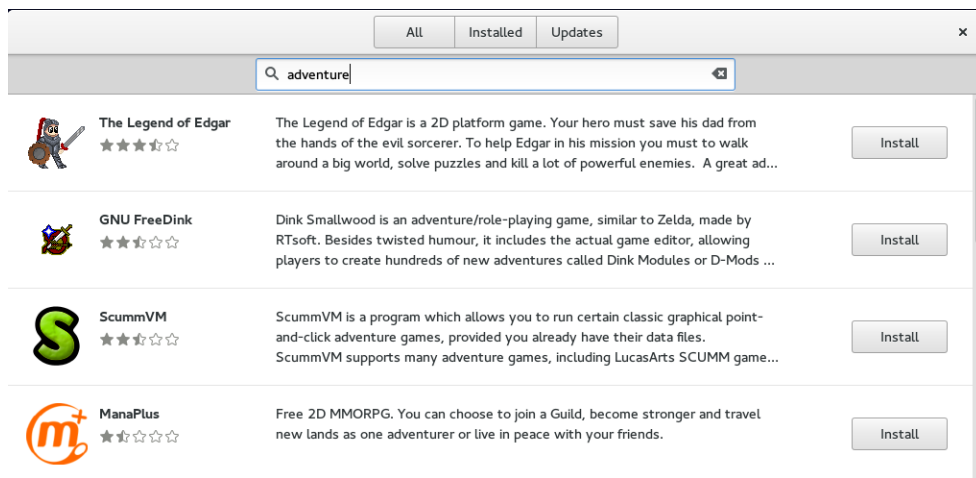 All Installed Updates
adventure
The Legend of Edgar
The Legend of Edgar is a 2D platform game. Your hero must save his dad from
the hands of the evil sorcerer. To help Edgar in his mission you must to walk
around a big world, solve puzzles and kill a lot of powerful enemies.  A great ad...
Install
GNU FreeDink
Dink Smallwood is an adventure/role-playing game, similar to Zelda, made by
RTsoft. Besides twisted humour, it includes the actual game editor, allowing
players to create hundreds of new adventures called Dink Modules or D-Mods ...
Install
ScummVM
ScummVM is a program which allows you to run certain classic graphical point-
and-click adventure games, provided you already have their data files.
ScummVM supports many adventure games, including LucasArts SCUMM game...
Install
ManaPlus
Free 2D MMORPG. You can choose to join a Guild, become stronger and travel
new lands as one adventurer or live in peace with your friends.
Install